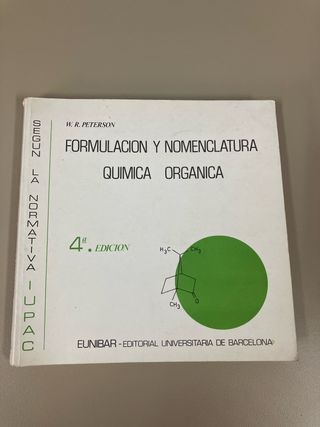 SEGUN LA NORMATIVA IUPAC
W. R. PETERSON
FORMULACION Y NOMENCLATURA
QUIMICA ORGANICA
4ª. EDICION
H₃C CH₃
O
CH₃
EUNIBAR - EDITORIAL UNIVERSITARIA DE BARCELONA